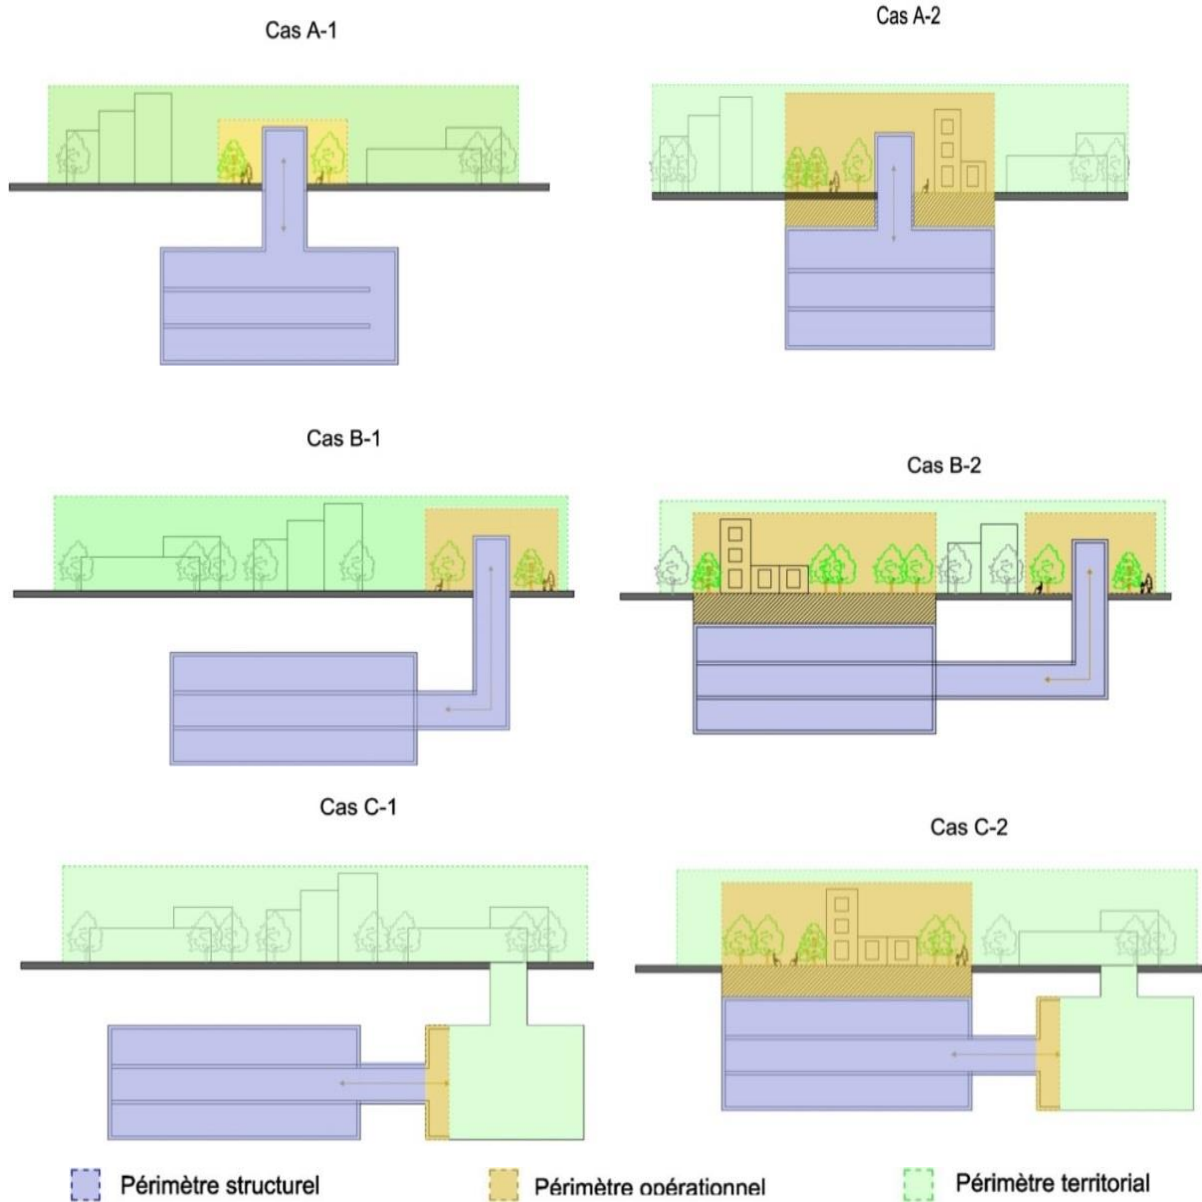 Cas A-1
Cas A-2
Cas B-1
Cas B-2
Cas C-1
Cas C-2
Périmètre structurel
Périmètre opérationnel
Périmètre territorial